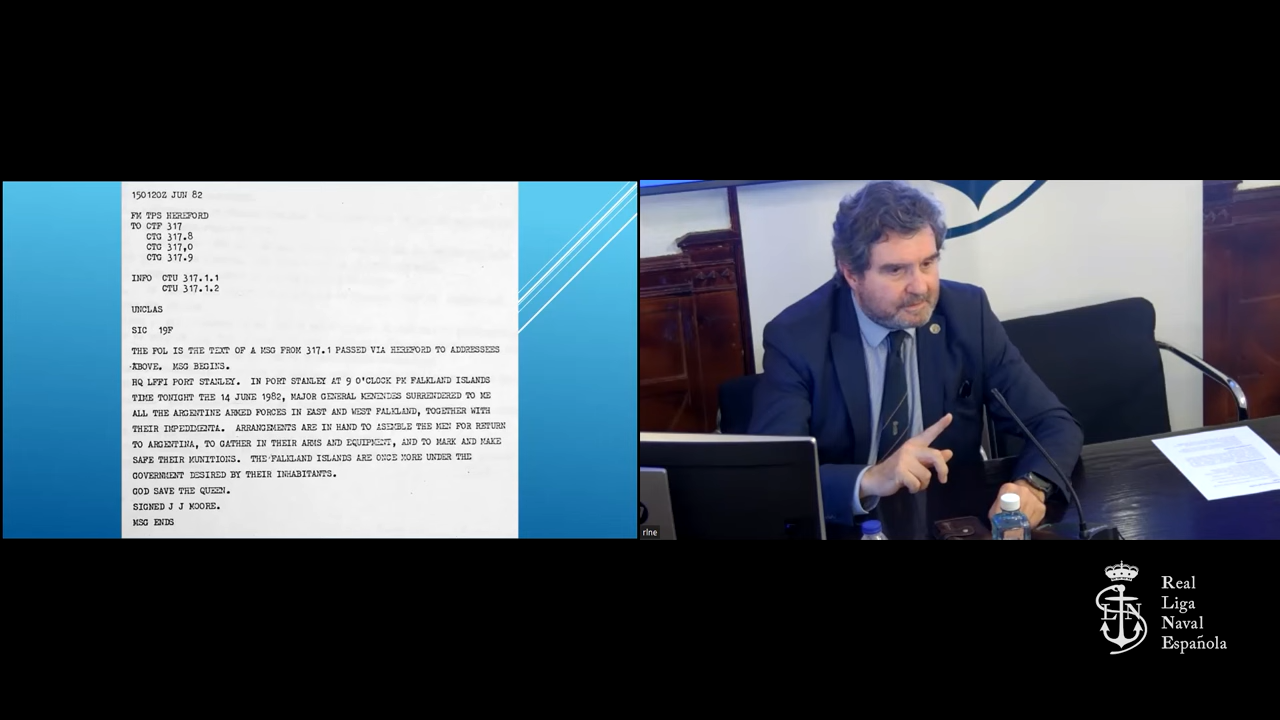 150120Z JUN 82
FM TPS HEREFORD
TO CTF 317
CTG 317.8
CTG 317,0
CTG 317.9
INFO CTU 317.1.1
CTU 317.1.2
UNCLAS
SIC 19F
THE FOL IS THE TEXT OF A MSG FROM 317.1 PASSED VIA HEREFORD TO ADDRESSEES
ABOVE. MSG BEGINS.
HQ LFFI PORT STANLEY. IN PORT STANLEY AT 9 O'CLOCK PM FALKLAND ISLANDS
TIME TONIGHT THE 14 JUNE 1982, MAJOR GENERAL MENENDES SURRENDERED TO ME
ALL THE ARGENTINE ARMED FORCES IN EAST AND WEST FALKLAND, TOGETHER WITH
THEIR IMPEDIMENTA. ARRANGEMENTS ARE IN HAND TO ASEMBLE THE MEN FOR RETURN
TO ARGENTINA, TO GATHER IN THEIR ARMS AND EQUIPMENT, AND TO MARK AND MAKE
SAFE THEIR MUNITIONS. THE FALKLAND ISLANDS ARE ONCE MORE UNDER THE
GOVERNMENT DESIRED BY THEIR INHABITANTS.
GOD SAVE THE QUEEN.
SIGNED J J MOORE.
MSG ENDS
rlne
LN
Real
Liga
Naval
Española